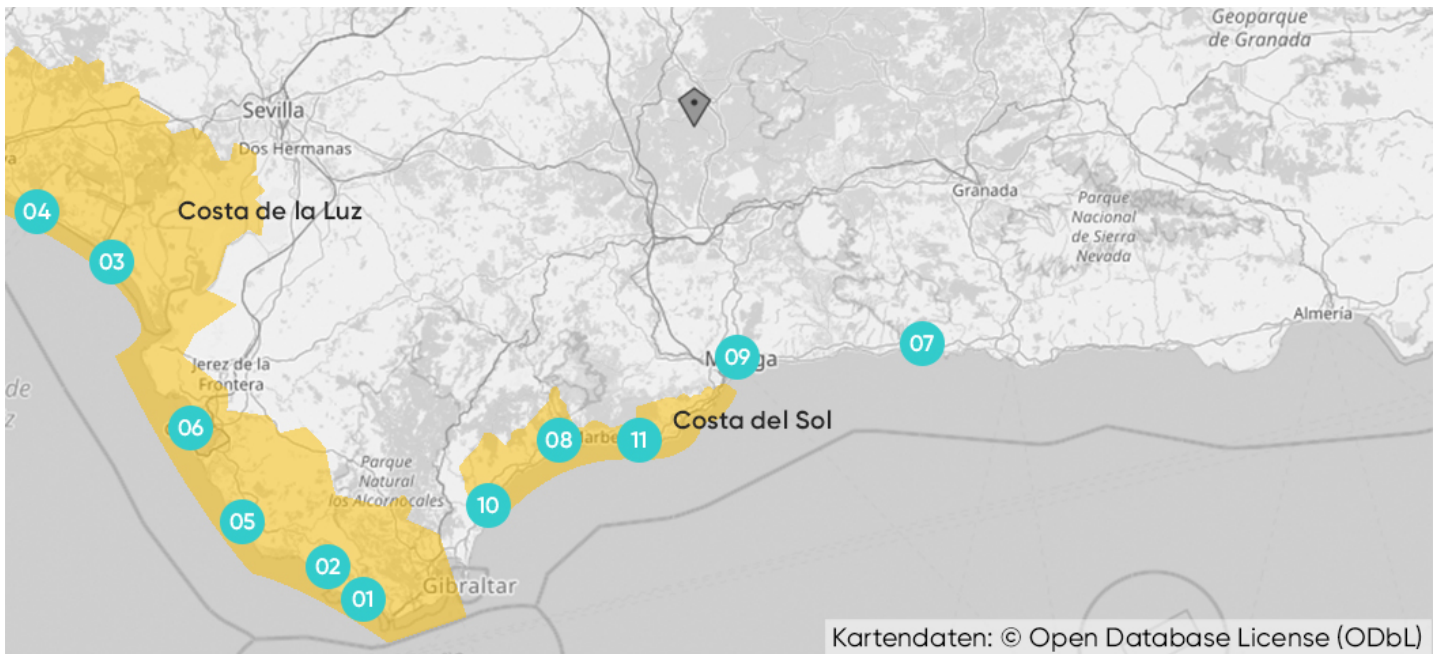 Geoparque
de Granada
Sevilla
Dos Hermanas
Granada
04
Costa de la Luz
Parque
Nacional
de Sierra
Nevada
03
Almería
07
09
Jerez de la
Frontera
de
z
06
Costa del Sol
08
11
Parque
Natural
los Alcornocales
10
05
02
Gibraltar
01
Kartendaten: © Open Database License (ODbL)